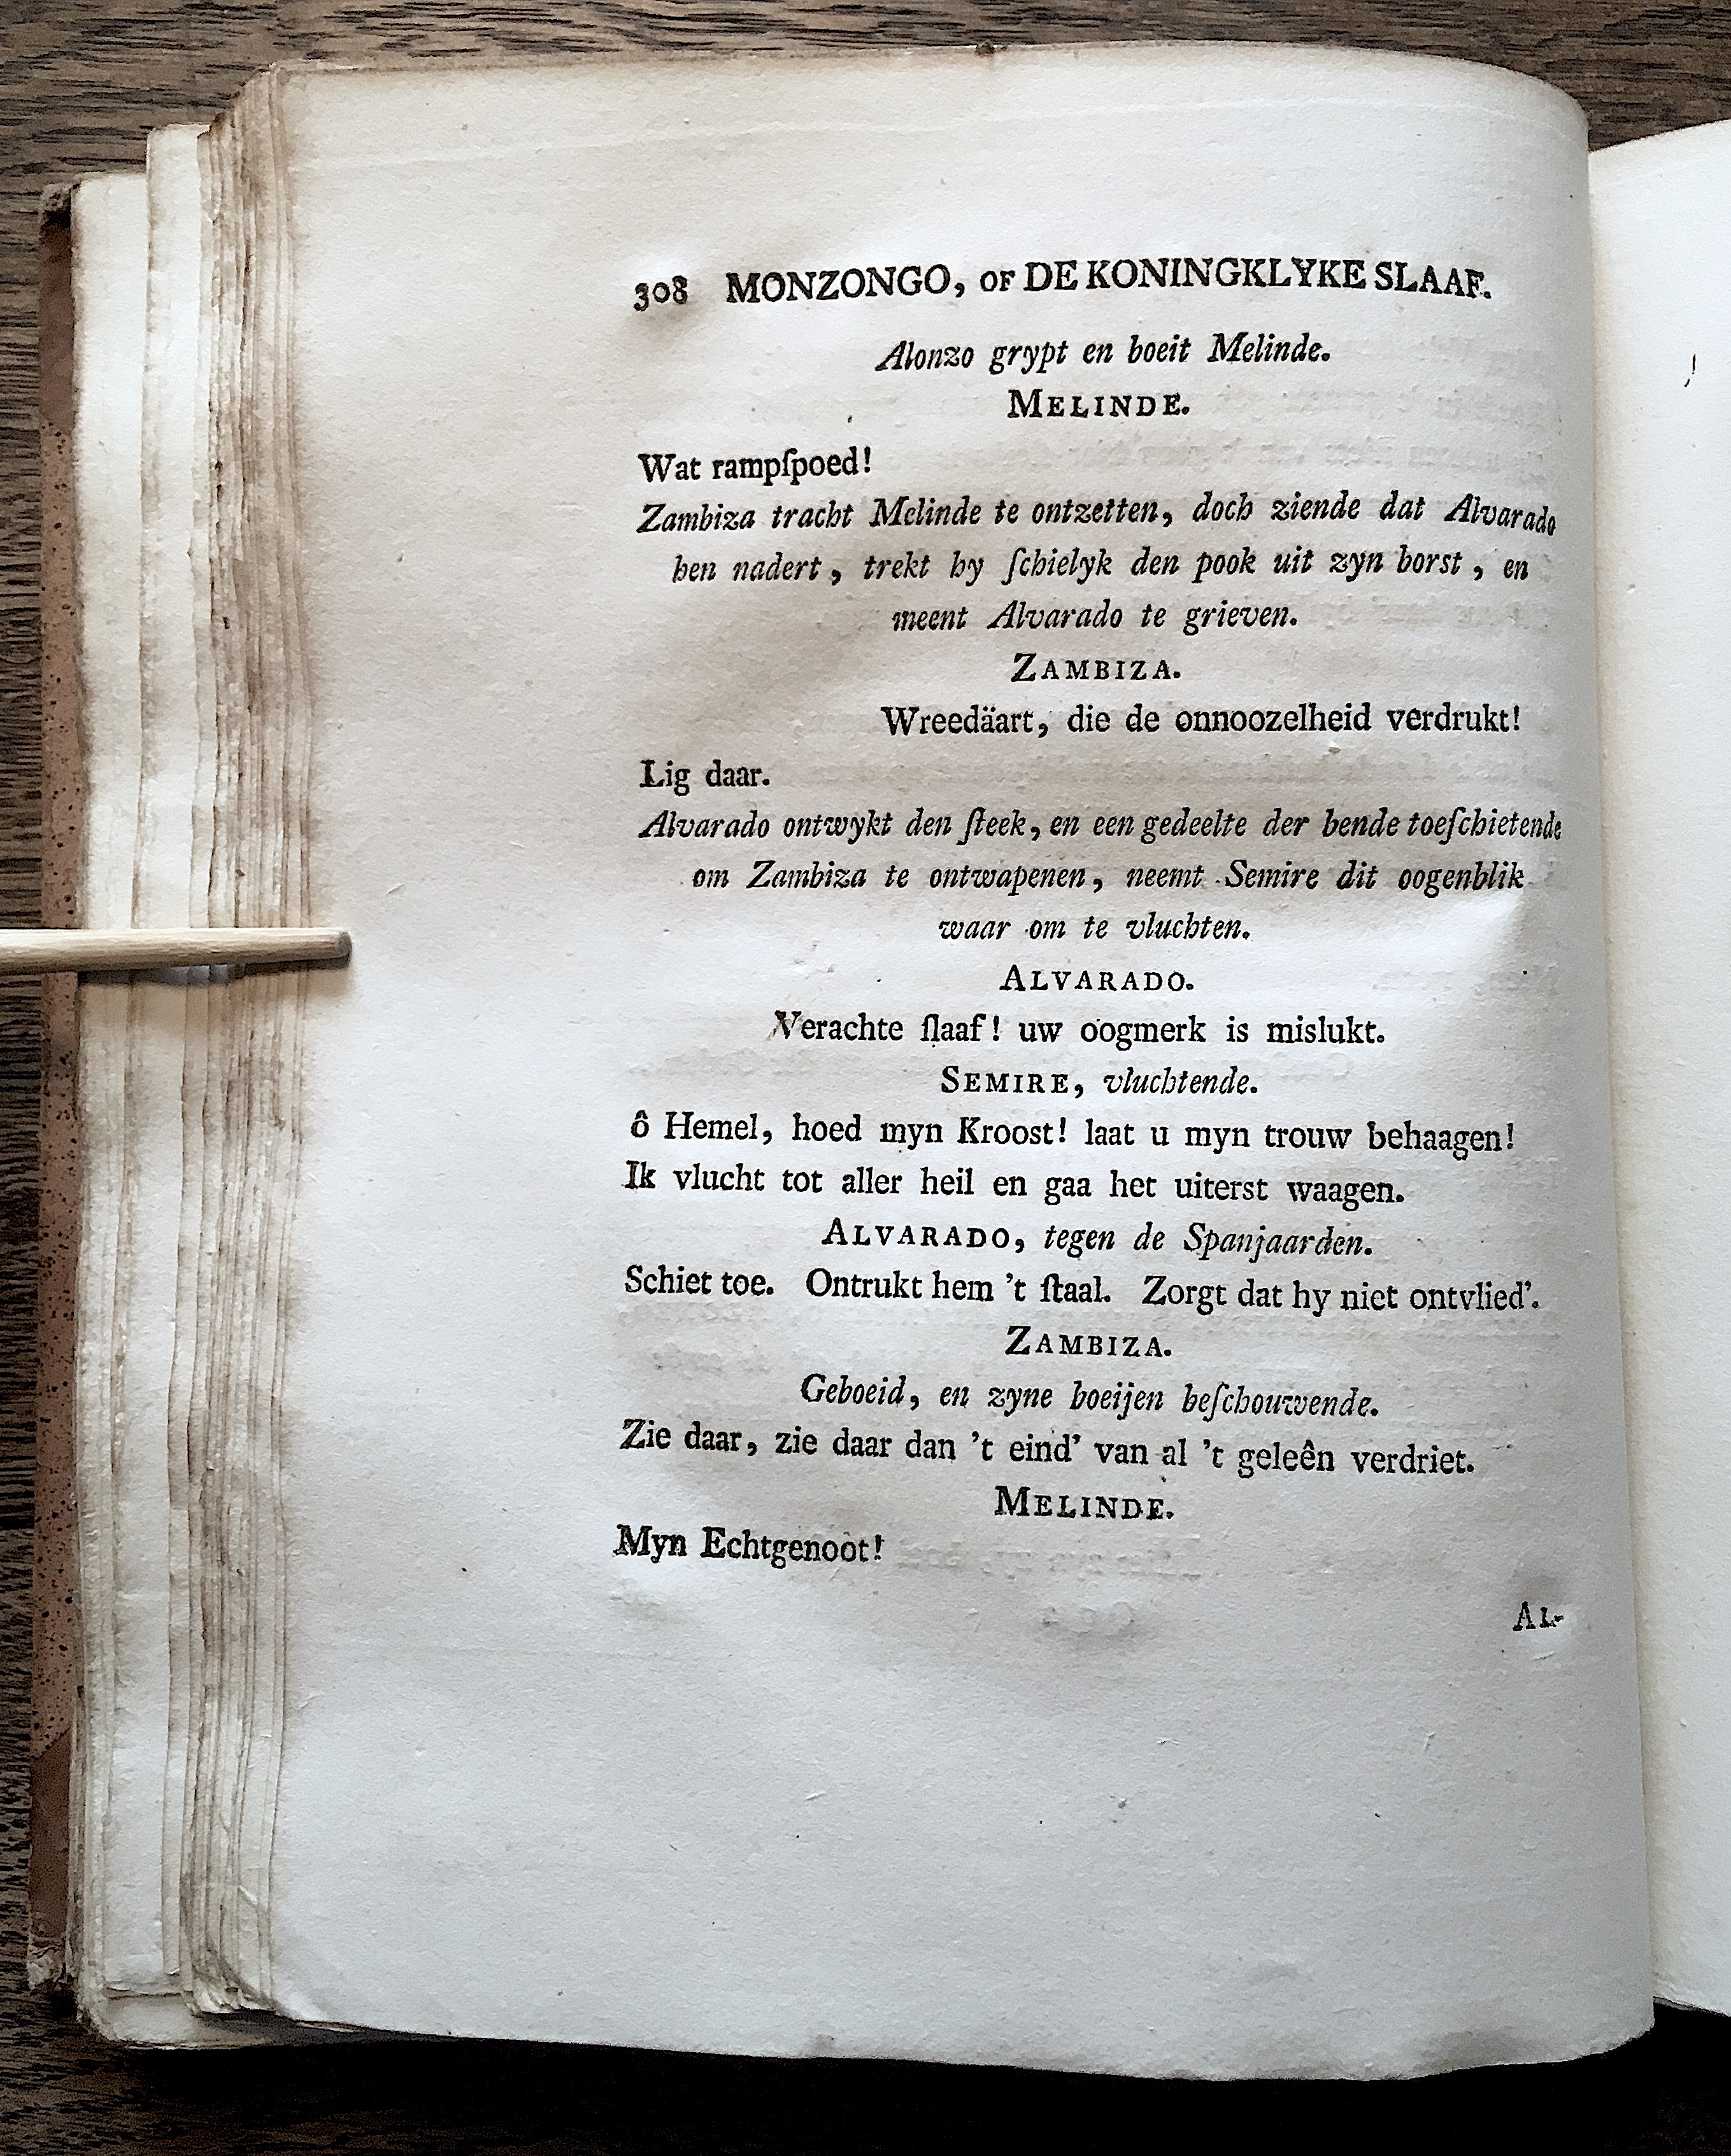 308 MONZONGO, OF DE KONINGKLYKE SLAAF.
Alonzo grypt en boeit Melinde.
MELINDE.
Wat rampſpoed!
Zambiza tracht Melinde te ontzetten, doch ziende dat Alvarado
hen nadert, trekt hy ſchielyk den pook uit zyn borst, en
meent Alvarado te grieven.
ZAMBIZA.
Wreedäart, die de onnoozelheid verdrukt!
Lig daar.
Alvarado ontwykt den ſteek, en een gedeelte der bende toeſchietende
om Zambiza te ontwapenen, neemt Semire dit oogenblik
waar om te vluchten.
ALVARADO.
Verachte ſlaaf! uw oogmerk is mislukt.
SEMIRE, vluchtende.
ô Hemel, hoed myn Kroost! laat u myn trouw behaagen!
Ik vlucht tot aller heil en gaa het uiterst waagen.
ALVARADO, tegen de Spanjaarden.
Schiet toe. Ontrukt hem 't ſtaal. Zorgt dat hy niet ontvlied'.
ZAMBIZA.
Geboeid, en zyne boeijen beſchouwende.
Zie daar, zie daar dan 't eind' van al 't geleên verdriet.
MELINDE.
Myn Echtgenoot!
AL-